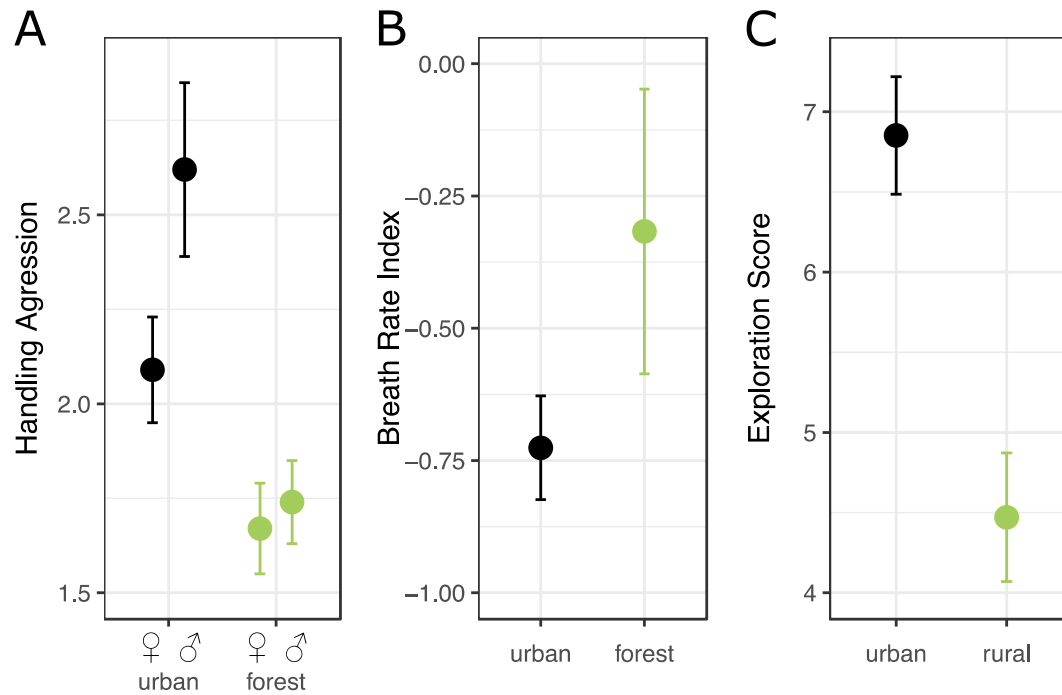 A
Handling Agression
2.5
2.0
1.5
♀ ♂ ♀ ♂
urban forest
B
Breath Rate Index
0.00
−0.25
−0.50
−0.75
−1.00
urban forest
C
Exploration Score
7
6
5
4
urban rural